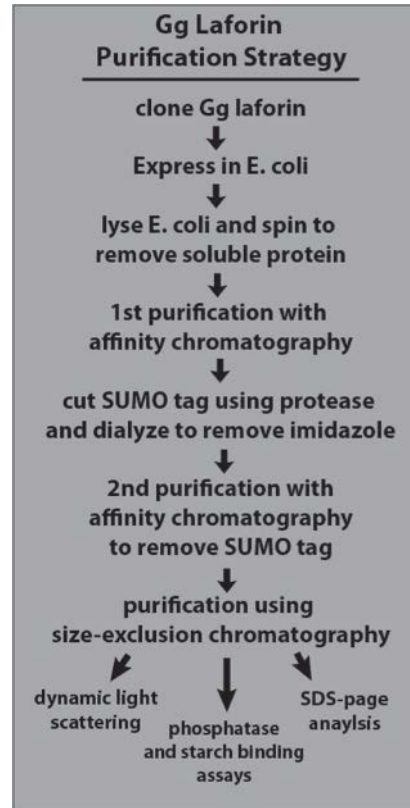 Gg Laforin
Purification Strategy
clone Gg laforin
Express in E. coli
lyse E. coli and spin to
remove soluble protein
1st purification with
affinity chromatography
cut SUMO tag using protease
and dialyze to remove imidazole
2nd purification with
affinity chromatography
to remove SUMO tag
purification using
size-exclusion chromatography
dynamic light
scattering
phosphatase
and starch binding
assays
SDS-page
anaylsis